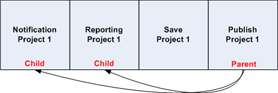 Notification
Project 1
Child
Reporting
Project 1
Child
Save
Project 1
Publish
Project 1
Parent